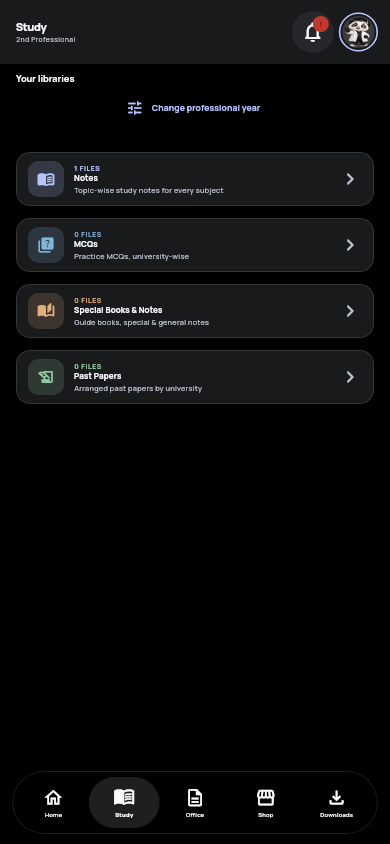 Study
2nd Professional
Your libraries
Change professional year
1 FILES
Notes
Topic-wise study notes for every subject
0 FILES
MCQs
Practice MCQs, university-wise
0 FILES
Special Books & Notes
Guide books, special & general notes
0 FILES
Past Papers
Arranged past papers by university
Home
Study
Office
Shop
Downloads